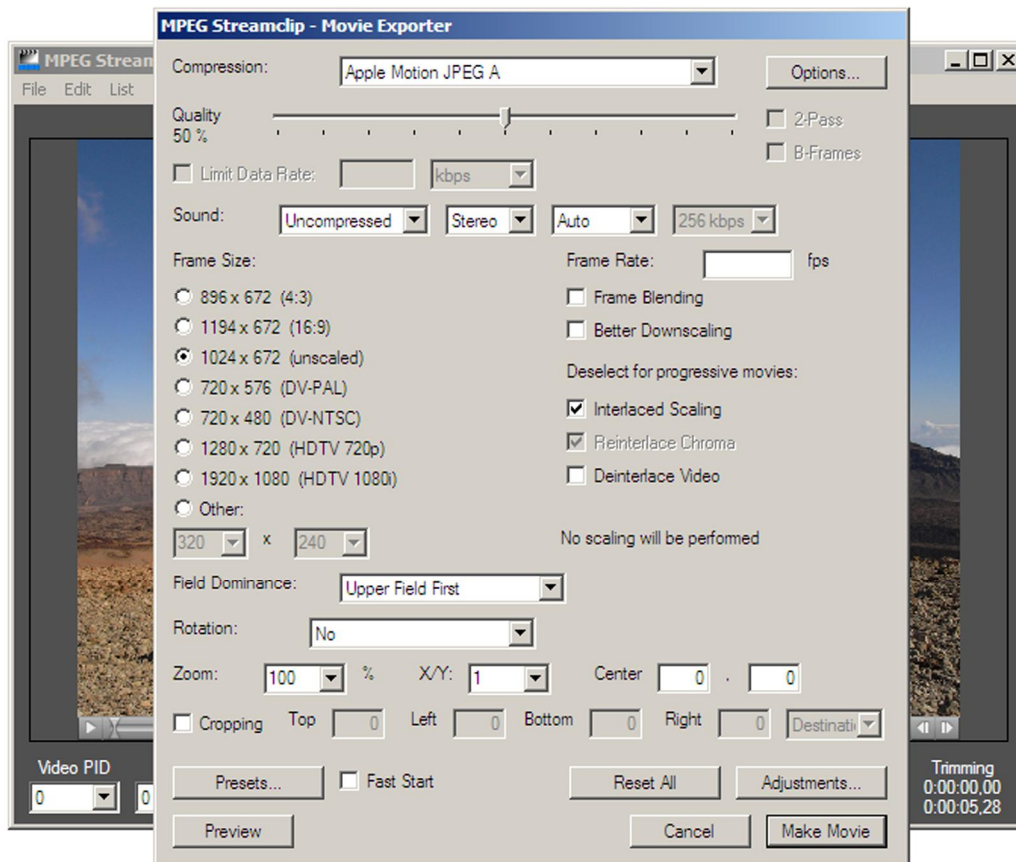 MPEG Streamclip - Movie Exporter
MPEG Stream
File Edit List
Compression: Apple Motion JPEG A Options...
Quality
50 %
2-Pass
B-Frames
Limit Data Rate: kbps
Sound: Uncompressed Stereo Auto 256 kbps
Frame Size: Frame Rate: fps
896 x 672 (4:3) Frame Blending
1194 x 672 (16:9) Better Downscaling
1024 x 672 (unscaled)
Deselect for progressive movies:
720 x 576 (DV-PAL)
720 x 480 (DV-NTSC) Interlaced Scaling
1280 x 720 (HDTV 720p) Reinterlace Chroma
1920 x 1080 (HDTV 1080i) Deinterlace Video
Other:
320 x 240 No scaling will be performed
Field Dominance: Upper Field First
Rotation: No
Zoom: 100 % X/Y: 1 Center 0 , 0
Cropping Top 0 Left 0 Bottom 0 Right 0 Destinati
Video PID
0 0
Presets... Fast Start Reset All Adjustments...
Trimming
0:00:00,00
0:00:05,28
Preview Cancel Make Movie